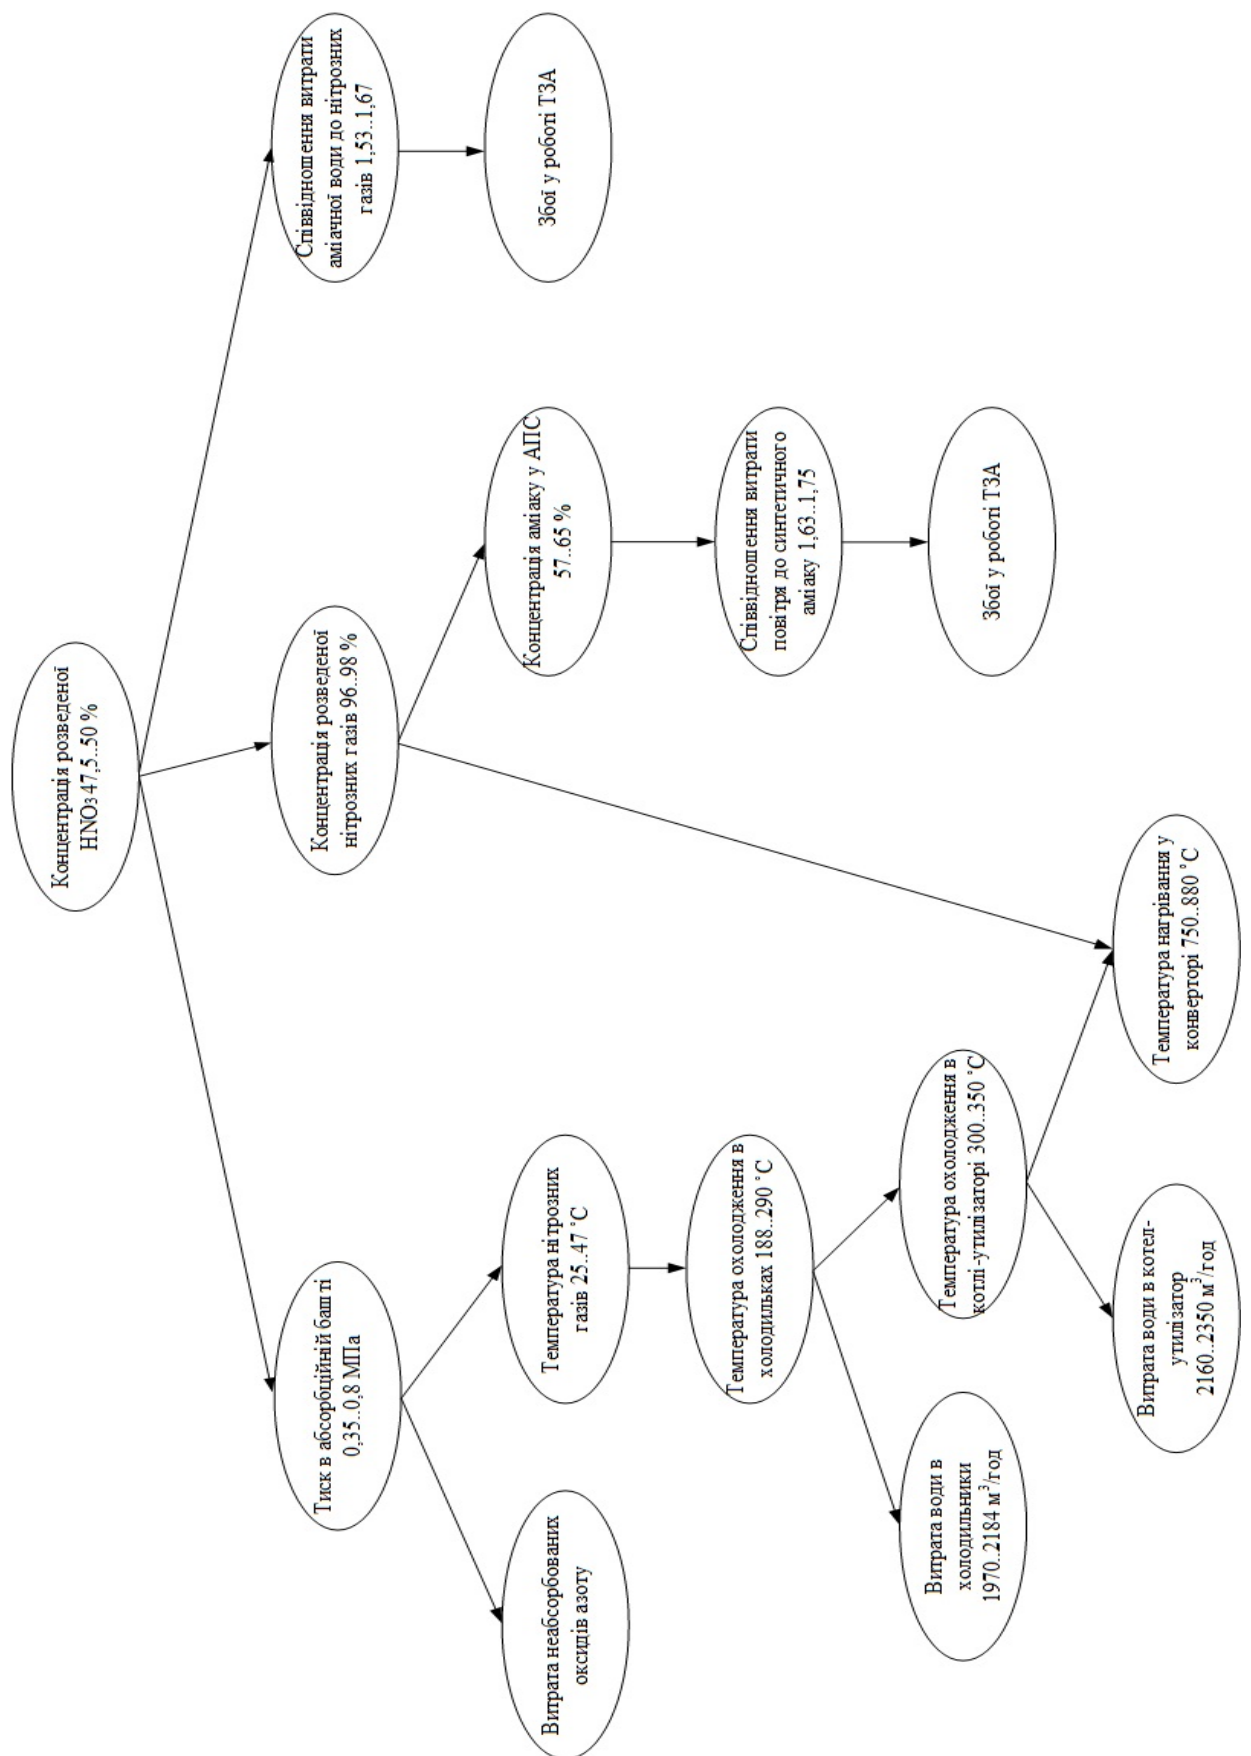 Концентрація розведеної
HNO₃ 47,5..50 %
Тиск в абсорбційній башті
0,35..0,8 МПа
Концентрація розведеної
нітрозних газів 96..98 %
Співвідношення витрати
аміачної води до нітрозних
газів 1,53..1,67
Витрата неабсорбованих
оксидів азоту
Температура нітрозних
газів 25..47 °С
Концентрація аміаку у АПС
57..65 %
Збої у роботі ТЗА
Температура охолодження в
холодильках 188..290 °С
Співвідношення витрати
повітря до синтетичного
аміаку 1,63..1,75
Витрата води в
холодильники
1970..2184 м³/год
Температура охолодження в
котлі-утилізаторі 300..350 °С
Збої у роботі ТЗА
Витрата води в котел-
утилізатор
2160..2350 м³/год
Температура нагрівання у
конверторі 750..880 °С